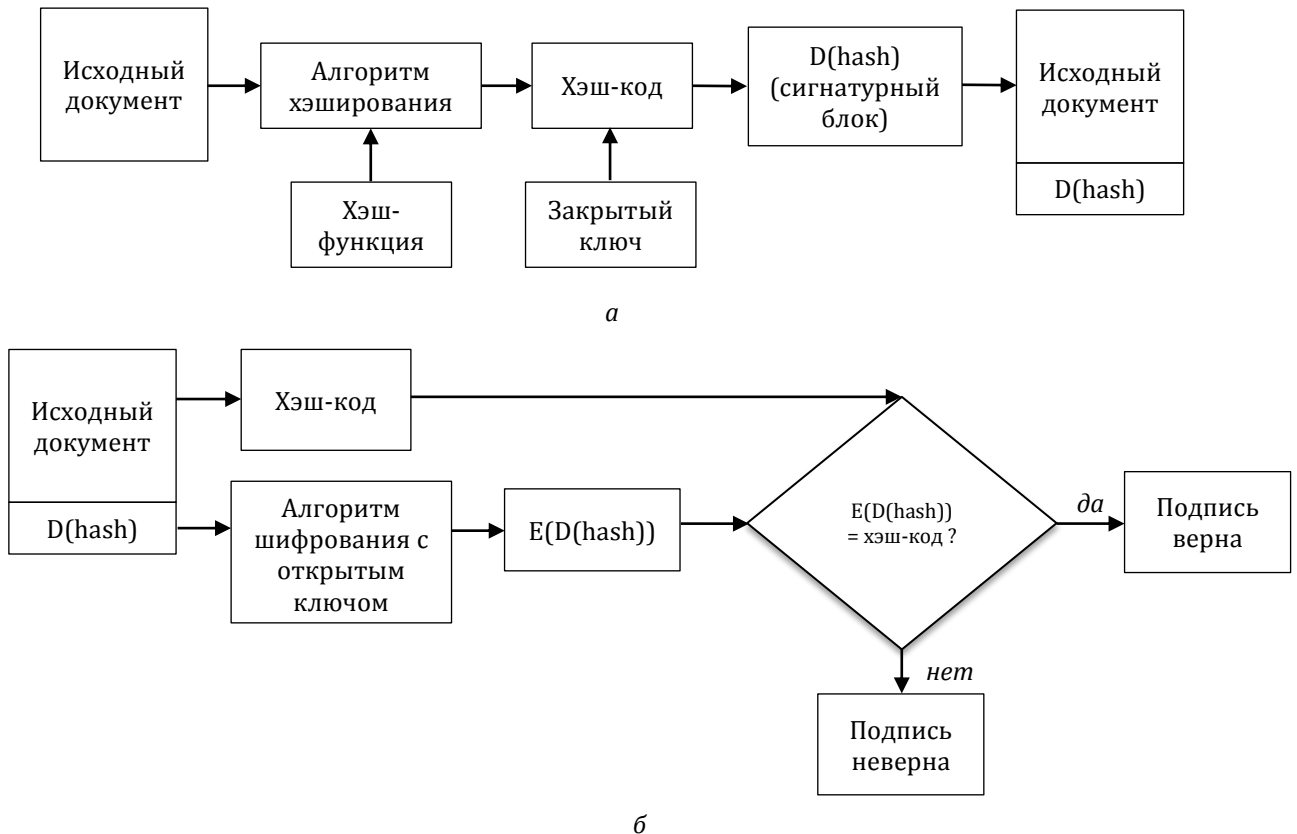 Исходный
документ
Алгоритм
хэширования
Хэш-код
D(hash)
(сигнатурный
блок)
Исходный
документ
D(hash)
Хэш-
функция
Закрытый
ключ
а
Исходный
документ
D(hash)
Хэш-код
Алгоритм
шифрования с
открытым
ключом
E(D(hash))
E(D(hash))
= хэш-код ?
да
Подпись
верна
нет
Подпись
неверна
б